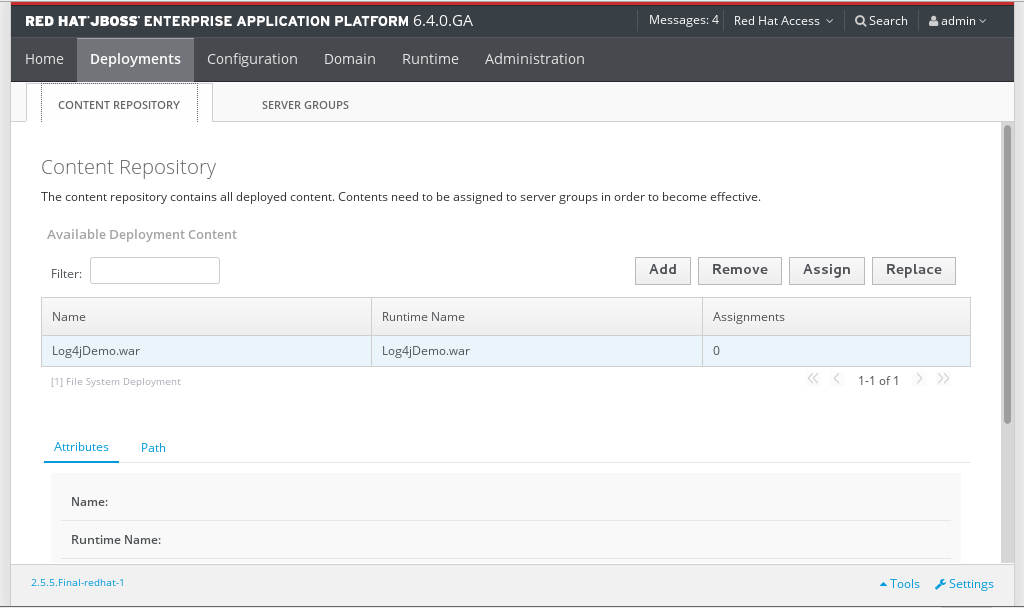 RED HAT JBOSS ENTERPRISE APPLICATION PLATFORM 6.4.0.GA Messages: 4 Red Hat Access Search admin
Home Deployments Configuration Domain Runtime Administration
CONTENT REPOSITORY SERVER GROUPS
Content Repository
The content repository contains all deployed content. Contents need to be assigned to server groups in order to become effective.
Available Deployment Content
Filter: Add Remove Assign Replace
Name Runtime Name Assignments
Log4jDemo.war Log4jDemo.war 0
[1] File System Deployment 1-1 of 1
Attributes Path
Name:
Runtime Name:
2.5.5.Final-redhat-1 Tools Settings